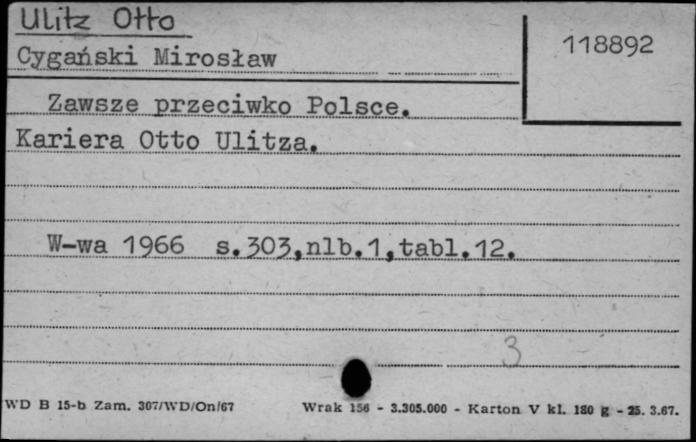 Ulitz Otto
118892
Cygański Mirosław
Zawsze przeciwko Polsce.
Kariera Otto Ulitza.
W-wa 1966 s.303,nlb.1,tabl.12.
3
WD B 15-b Zam. 307/WD/On/67 Wrak 156 - 3.305.000 - Karton V kl. 180 g - 25. 3.67.